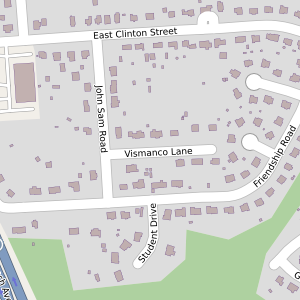 East Clinton Street
John Sam Road
Vismanco Lane
Friendship Road
Student Drive